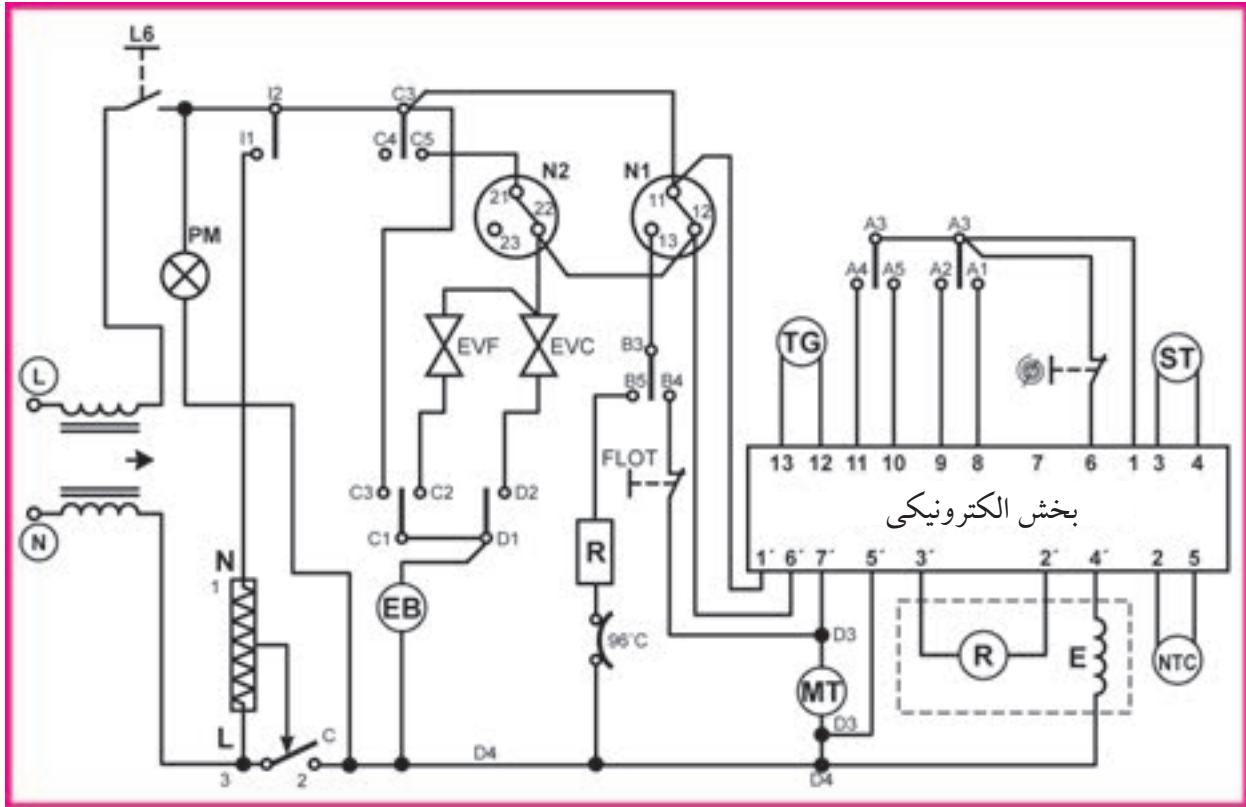 L6
I2
C3
I1
C4
C5
N2
N1
21
22
23
11
12
13
PM
A3
A3
A4
A5
A2
A1
EVF
EVC
B3
B5
B4
TG
ST
L
FLOT
13
12
11
10
9
8
7
6
1
3
4
C3
C2
D2
بخش الکترونیکی
N
C1
D1
R
1´
6´
7´
5´
3´
2´
4´
2
5
N
1
EB
96°C
D3
R
E
NTC
MT
L
C
D3
3
2
D4
D4